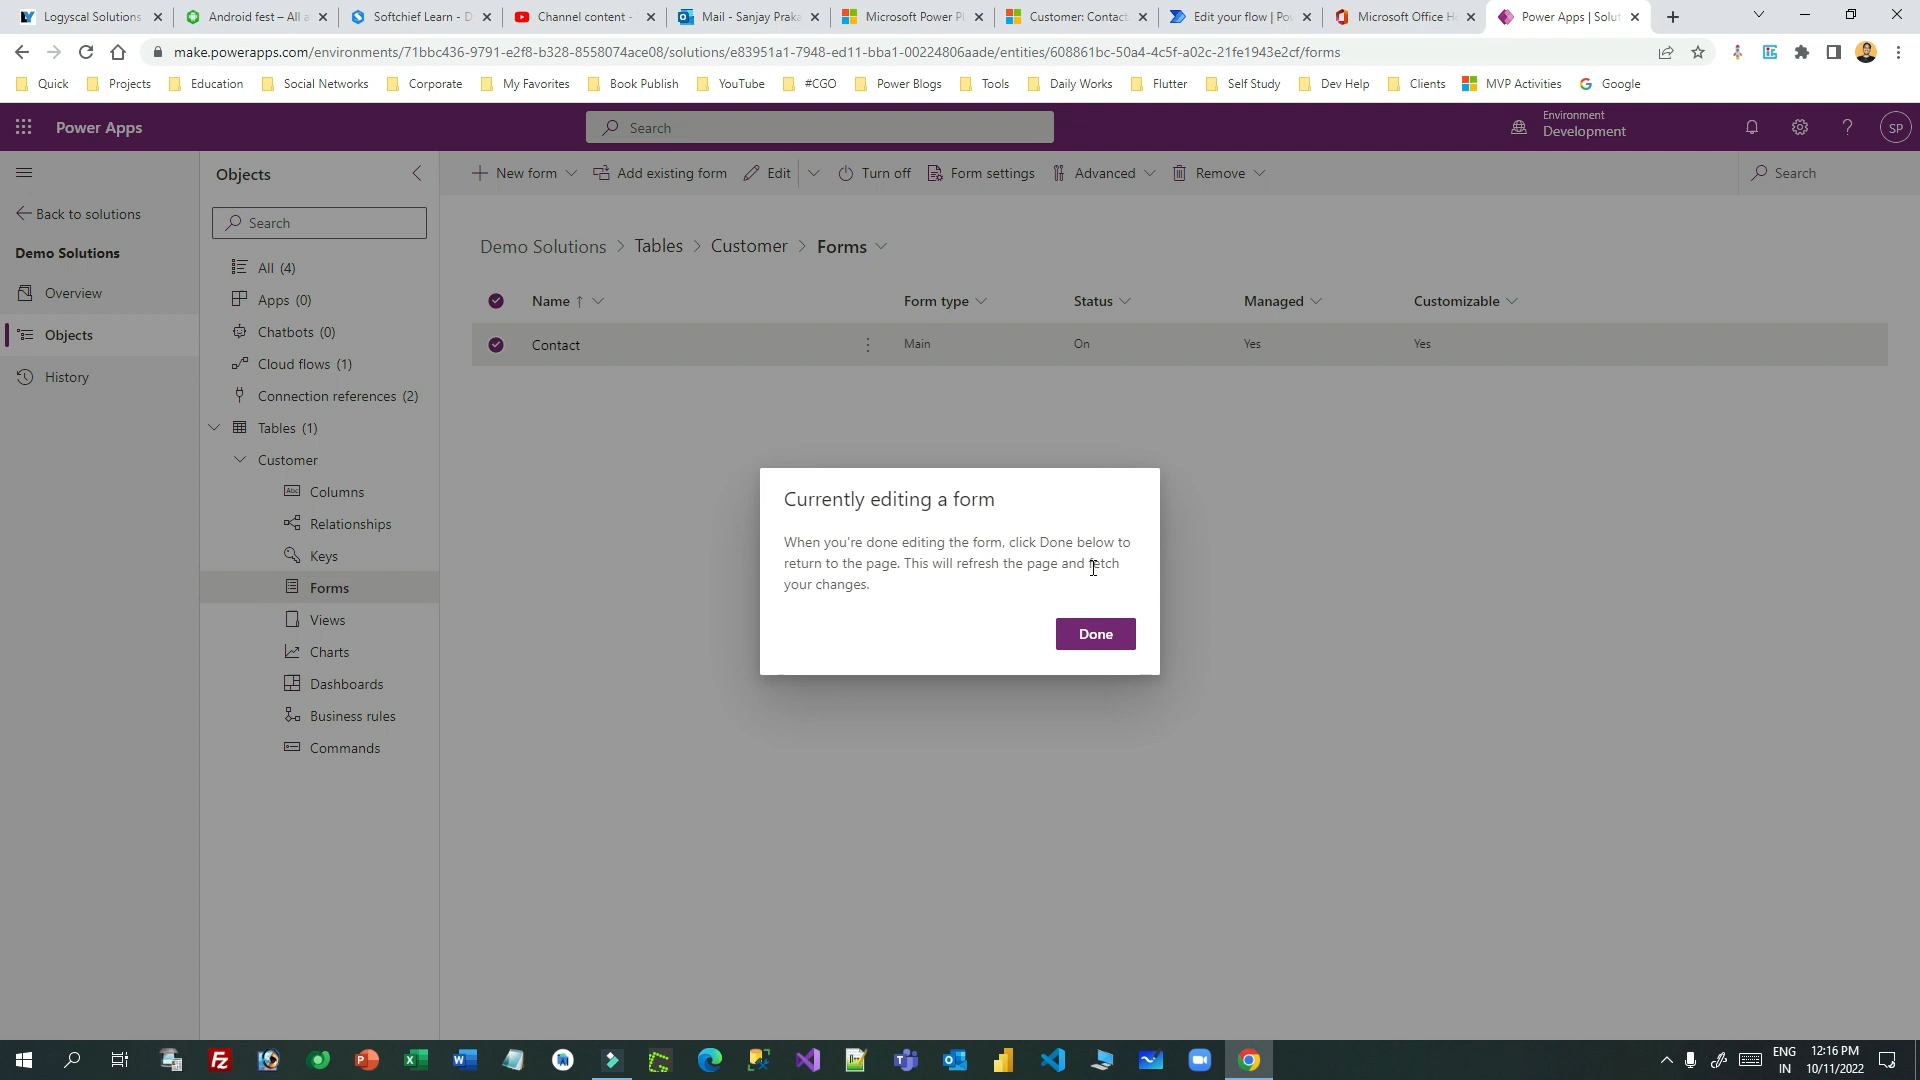 Logyscal Solutions
Android fest – All a
Softchief Learn - D
Channel content -
Mail - Sanjay Praka
Microsoft Power Pl
Customer: Contact
Edit your flow | Po
Microsoft Office H
Power Apps | Solut
make.powerapps.com/environments/71bbc436-9791-e2f8-b328-8558074ace08/solutions/e83951a1-7948-ed11-bba1-00224806aade/entities/608861bc-50a4-4c5f-a02c-21fe1943e2cf/forms
Quick
Projects
Education
Social Networks
Corporate
My Favorites
Book Publish
YouTube
#CGO
Power Blogs
Tools
Daily Works
Flutter
Self Study
Dev Help
Clients
MVP Activities
Google
Power Apps
Search
Environment
Development
SP
Objects
New form
Add existing form
Edit
Turn off
Form settings
Advanced
Remove
Search
Back to solutions
Search
Demo Solutions
Overview
Objects
History
All (4)
Apps (0)
Chatbots (0)
Cloud flows (1)
Connection references (2)
Tables (1)
Customer
Columns
Relationships
Keys
Forms
Views
Charts
Dashboards
Business rules
Commands
Demo Solutions > Tables > Customer > Forms
Name ↑
Form type
Status
Managed
Customizable
Contact
Main
On
Yes
Yes
Currently editing a form
When you're done editing the form, click Done below to
return to the page. This will refresh the page and fetch
your changes.
Done
ENG
IN
12:16 PM
10/11/2022